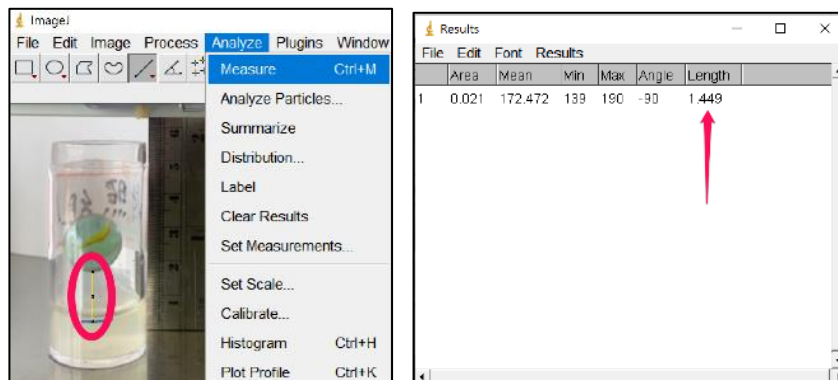 ImageJ
File Edit Image Process Analyze Plugins Window
Measure Ctrl+M
Analyze Particles...
Summarize
Distribution...
Label
Clear Results
Set Measurements...
Set Scale...
Calibrate...
Histogram Ctrl+H
Plot Profile Ctrl+K
Results
File Edit Font Results
Area Mean Min Max Angle Length
1 0.021 172.472 139 190 -90 1.449